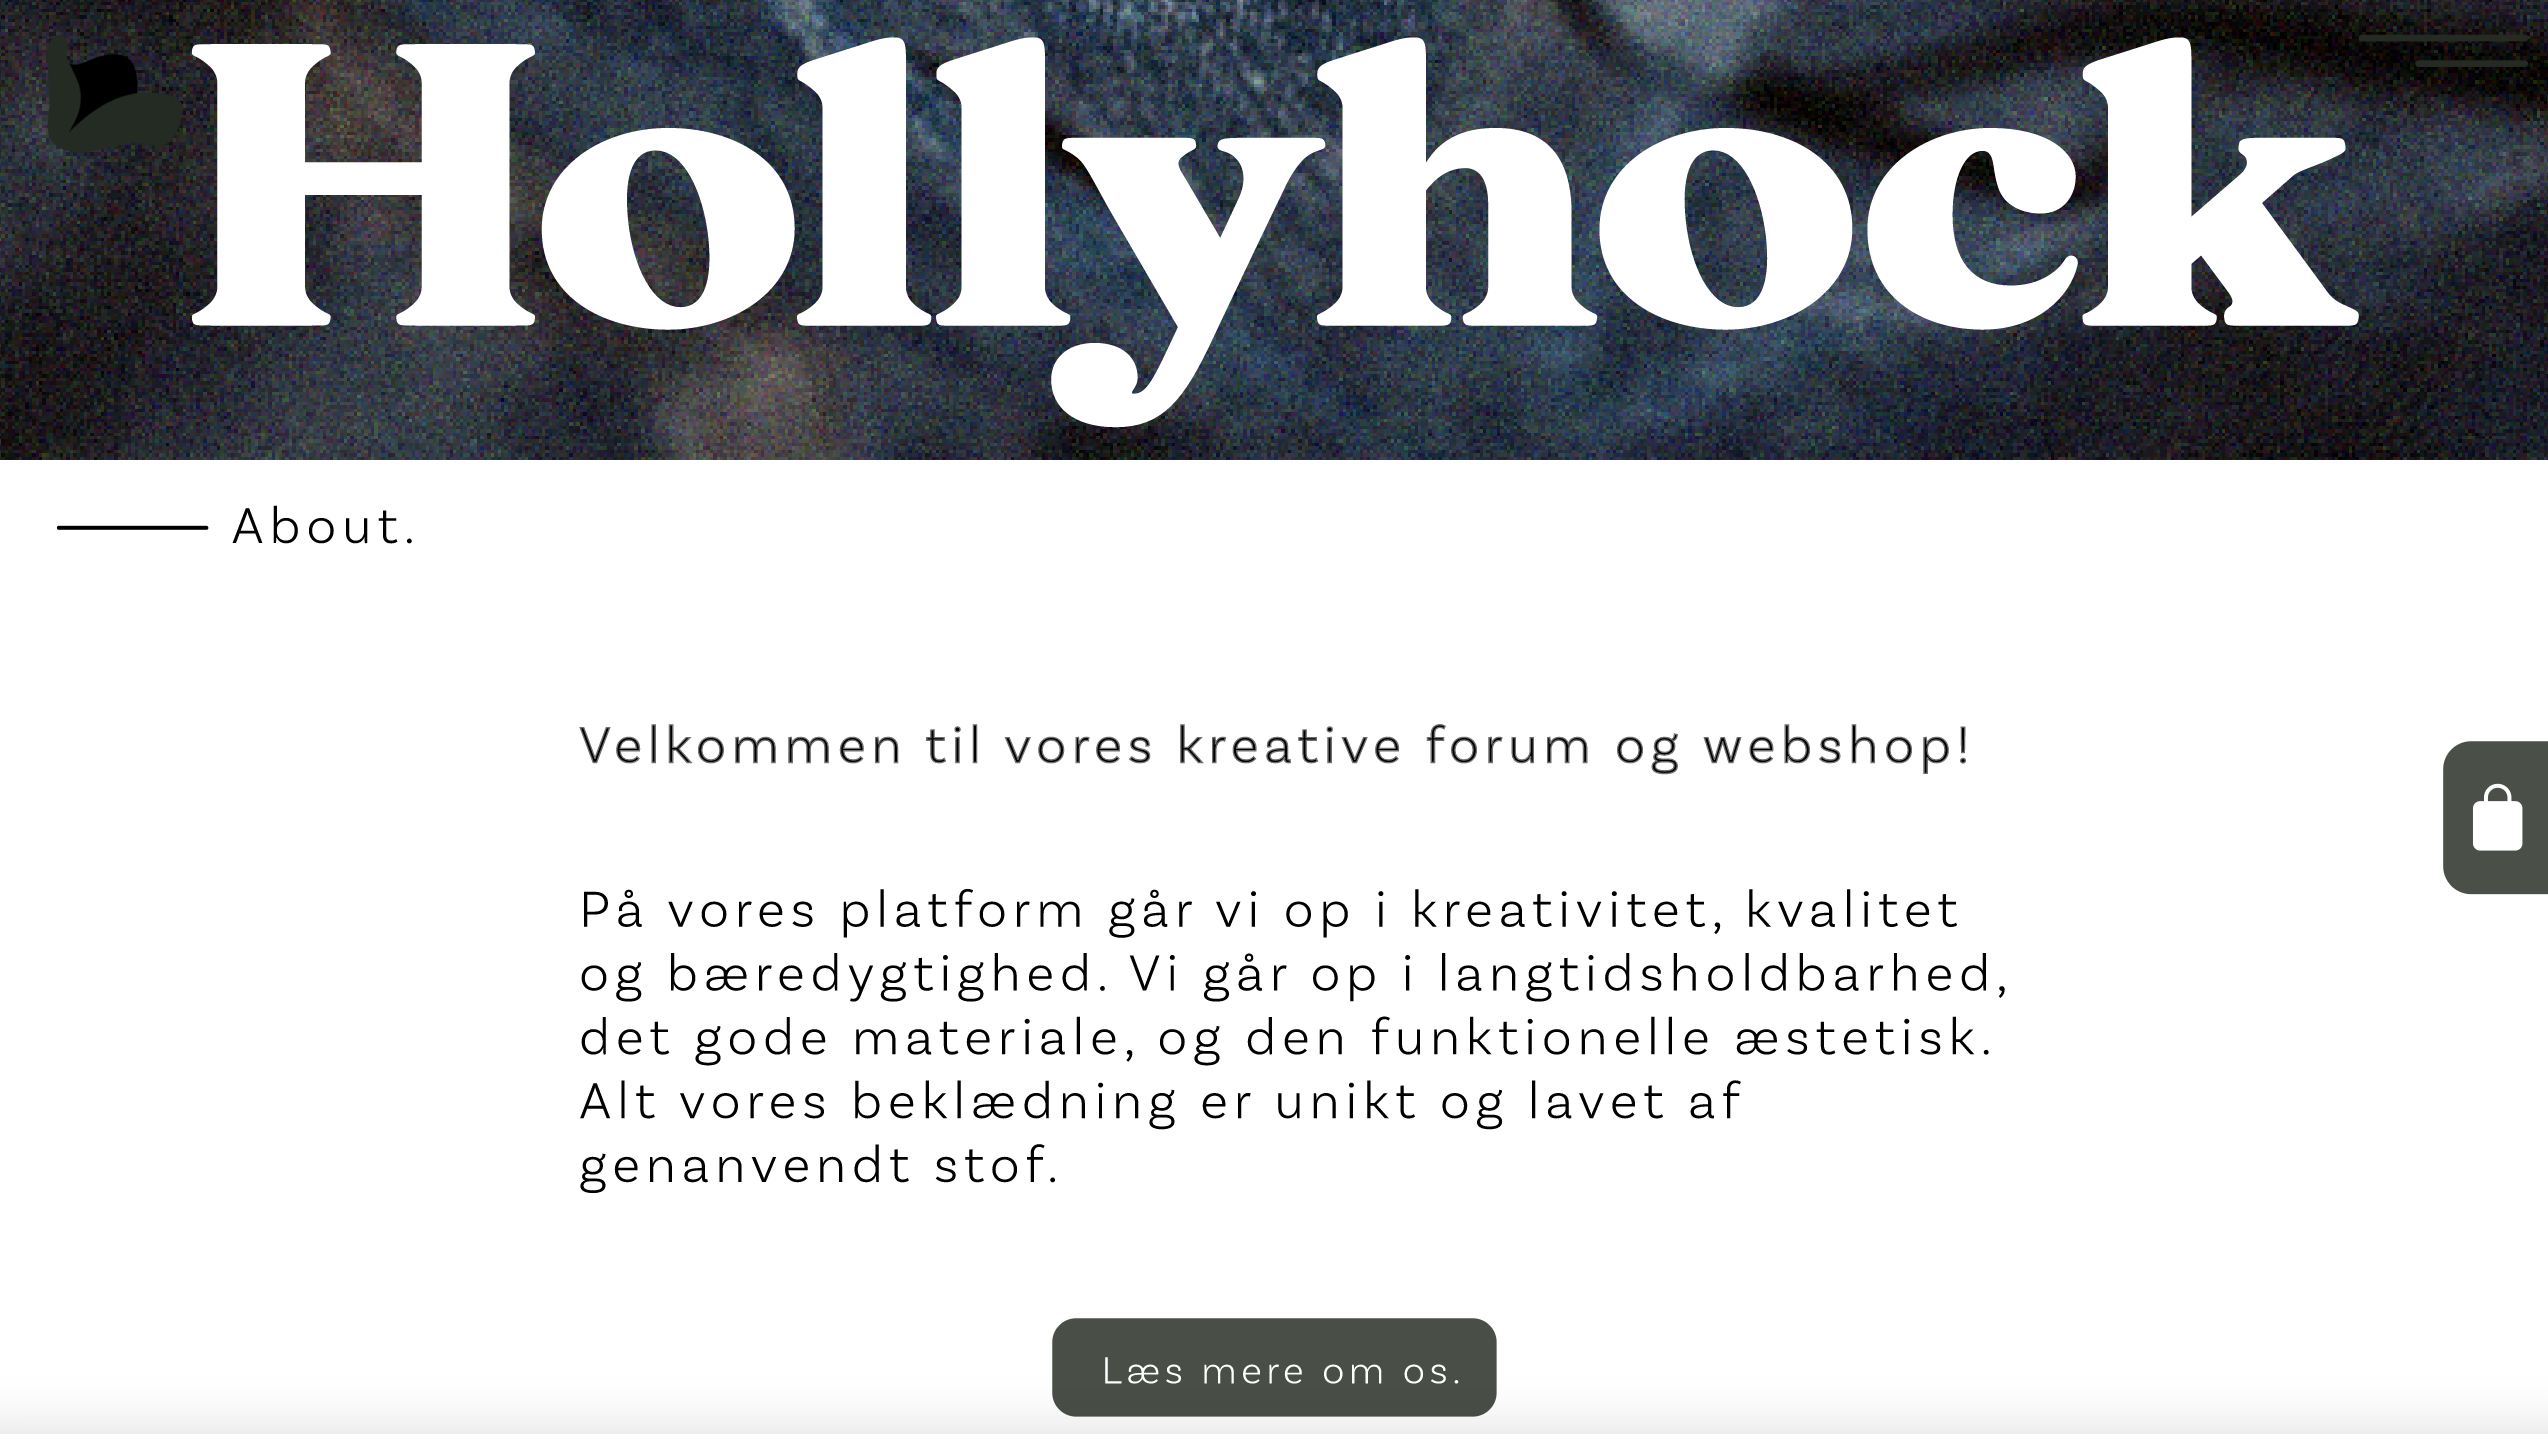 Hollyhock
About.
Velkommen til vores kreative forum og webshop!
På vores platform går vi op i kreativitet, kvalitet
og bæredygtighed. Vi går op i langtidsholdbarhed,
det gode materiale, og den funktionelle æstetisk.
Alt vores beklædning er unikt og lavet af
genanvendt stof.
Læs mere om os.